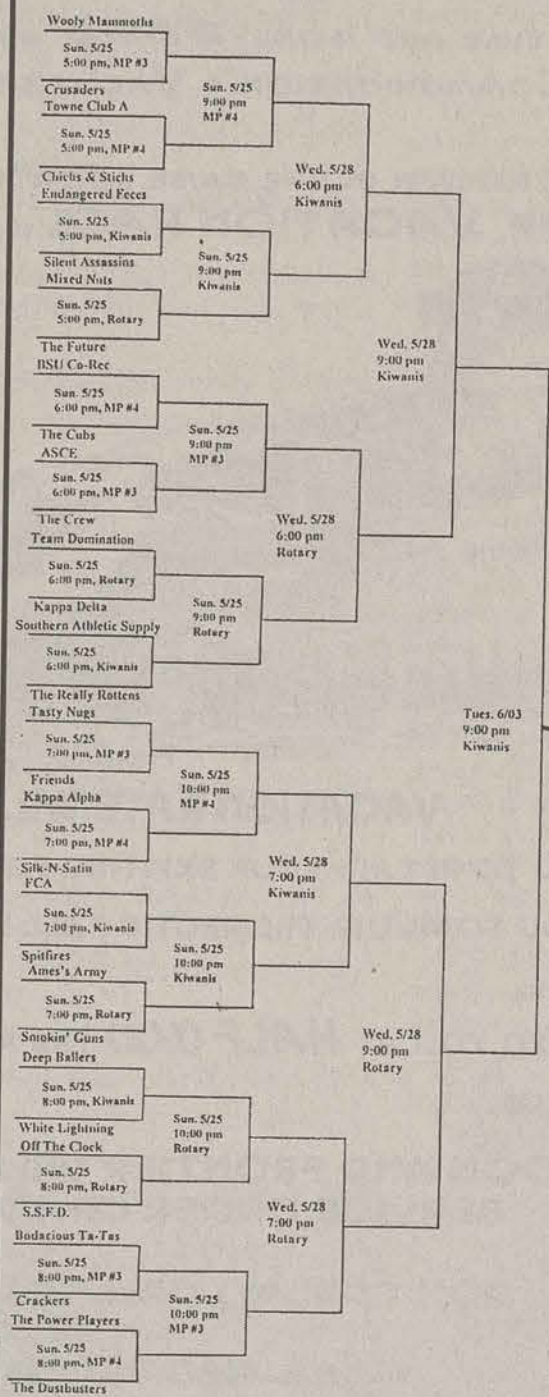 Wooly Mammoths
Sun. 5/25
5:00 pm, MP #3
Crusaders
Towne Club A
Sun. 5/25
5:00 pm, MP #4
Chicks & Sticks
Endangered Feces
Sun. 5/25
5:00 pm, Kiwanis
Silent Assassins
Mixed Nuts
Sun. 5/25
5:00 pm, Rotary
The Future
BSU Co-Rec
Sun. 5/25
6:00 pm, MP #4
The Cubs
ASCE
Sun. 5/25
6:00 pm, MP #3
The Crew
Team Domination
Sun. 5/25
6:00 pm, Rotary
Kappa Delta
Southern Athletic Supply
Sun. 5/25
6:00 pm, Kiwanis
The Really Rottens
Tasty Nugs
Sun. 5/25
7:00 pm, MP #3
Friends
Kappa Alpha
Sun. 5/25
7:00 pm, MP #4
Silk-N-Satin
FCA
Sun. 5/25
7:00 pm, Kiwanis
Spitfires
Ames's Army
Sun. 5/25
7:00 pm, Rotary
Smokin' Guns
Deep Ballers
Sun. 5/25
8:00 pm, Kiwanis
White Lightning
Off The Clock
Sun. 5/25
8:00 pm, Rotary
S.S.F.D.
Bodacious Ta-Tas
Sun. 5/25
8:00 pm, MP #3
Crackers
The Power Players
Sun. 5/25
8:00 pm, MP #4
The Dustbusters
Sun. 5/25
9:00 pm
MP #4
Sun. 5/25
9:00 pm
Kiwanis
Sun. 5/25
9:00 pm
MP #3
Sun. 5/25
9:00 pm
Rotary
Sun. 5/25
10:00 pm
MP #4
Sun. 5/25
10:00 pm
Kiwanis
Sun. 5/25
10:00 pm
Rotary
Sun. 5/25
10:00 pm
MP #3
Wed. 5/28
6:00 pm
Kiwanis
Wed. 5/28
6:00 pm
Rotary
Wed. 5/28
7:00 pm
Kiwanis
Wed. 5/28
7:00 pm
Rotary
Wed. 5/28
9:00 pm
Kiwanis
Wed. 5/28
9:00 pm
Rotary
Tues. 6/03
9:00 pm
Kiwanis